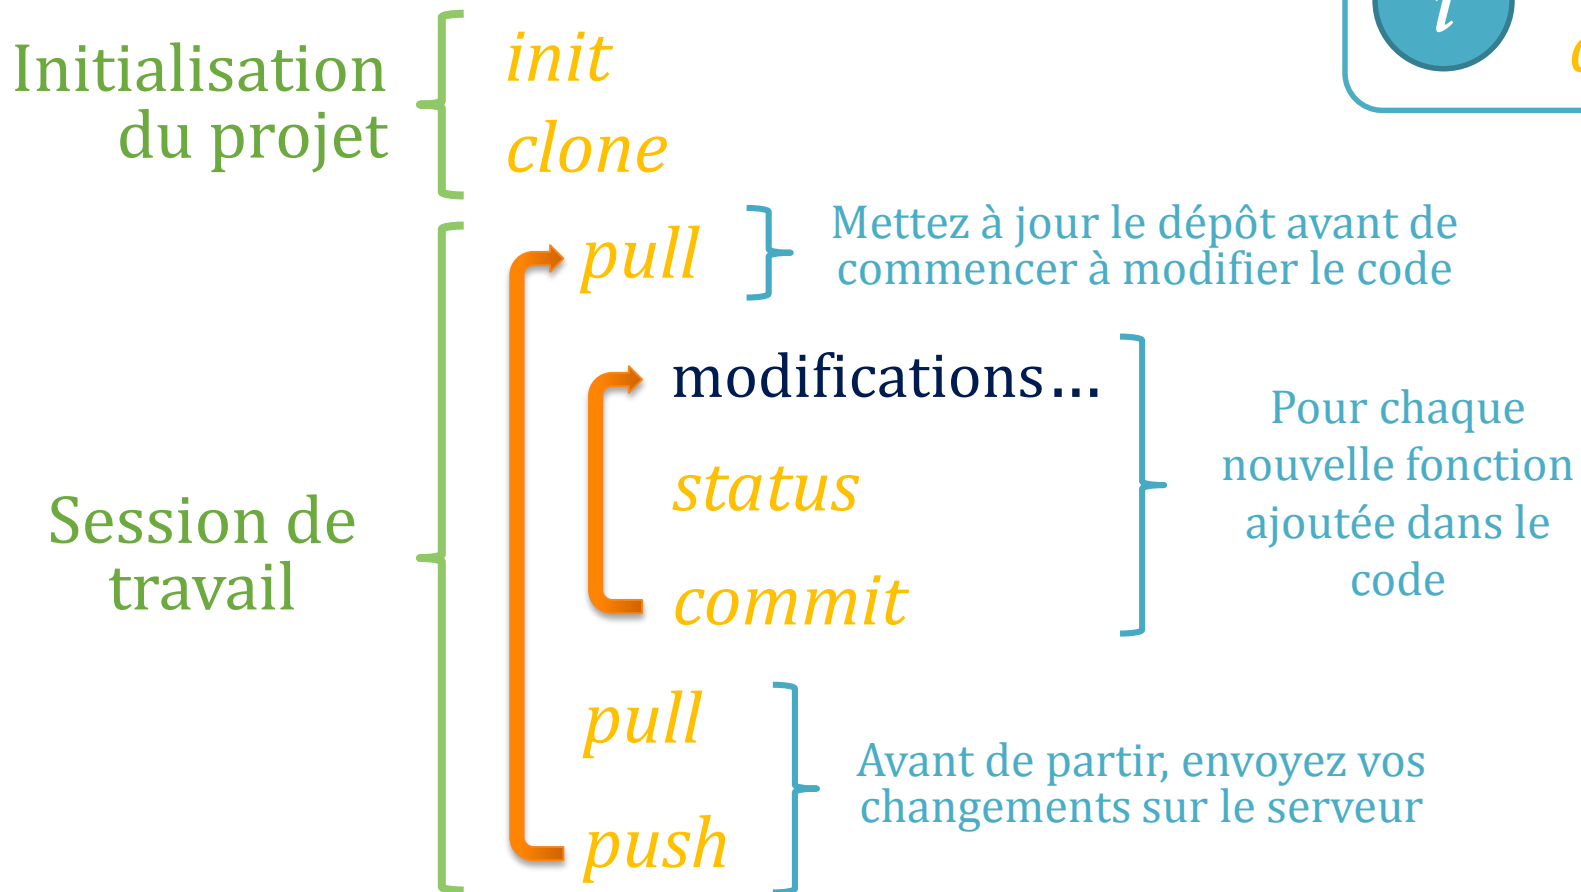 i
Initialisation
du projet
init
clone
pull
Mettez à jour le dépôt avant de
commencer à modifier le code
modifications…
status
commit
Pour chaque
nouvelle fonction
ajoutée dans le
code
Session de
travail
pull
push
Avant de partir, envoyez vos
changements sur le serveur